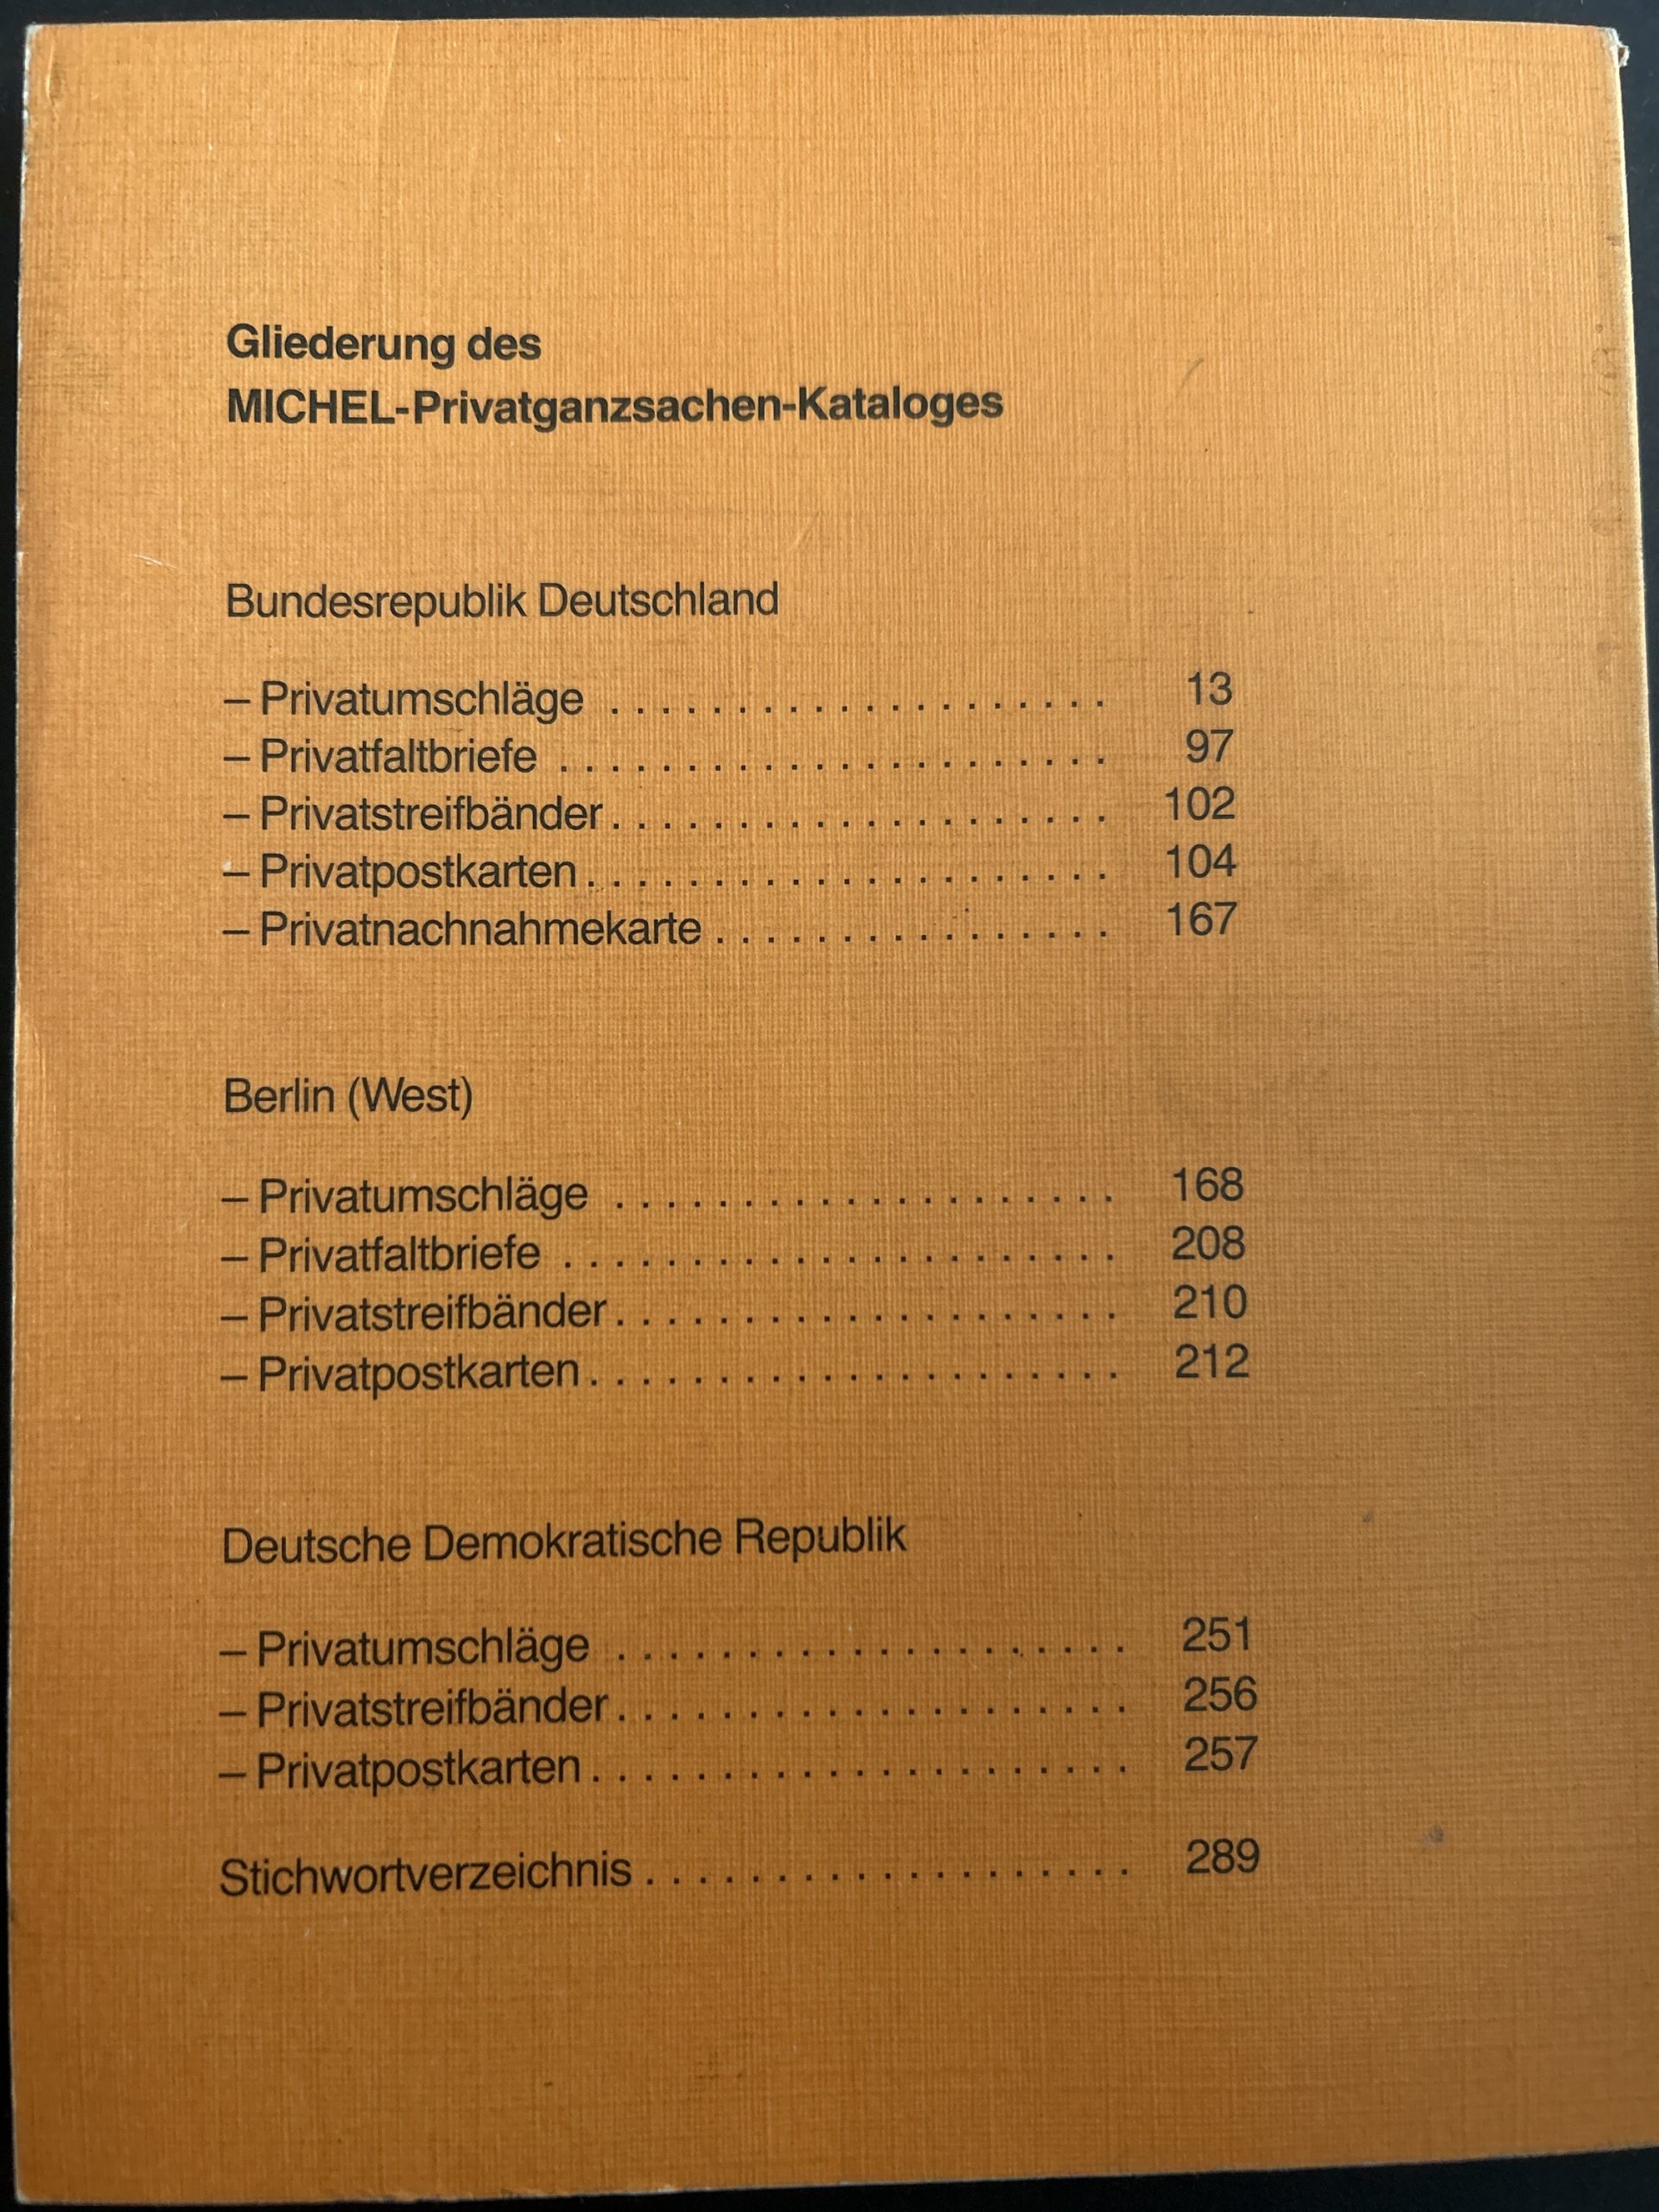 Gliederung des
MICHEL-Privatganzsachen-Kataloges
Bundesrepublik Deutschland
– Privatumschläge . . . . . . . . . . . . . . . . . . . . 13
– Privatfaltbriefe . . . . . . . . . . . . . . . . . . . . . . 97
– Privatstreifbänder . . . . . . . . . . . . . . . . . . . . 102
– Privatpostkarten . . . . . . . . . . . . . . . . . . . . . 104
– Privatnachnahmekarte . . . . . . . . . . . . . . . . 167
Berlin (West)
– Privatumschläge . . . . . . . . . . . . . . . . . . . . 168
– Privatfaltbriefe . . . . . . . . . . . . . . . . . . . . . . 208
– Privatstreifbänder . . . . . . . . . . . . . . . . . . . . 210
– Privatpostkarten . . . . . . . . . . . . . . . . . . . . . 212
Deutsche Demokratische Republik
– Privatumschläge . . . . . . . . . . . . . . . . . . . . 251
– Privatstreifbänder . . . . . . . . . . . . . . . . . . . . 256
– Privatpostkarten . . . . . . . . . . . . . . . . . . . . . 257
Stichwortverzeichnis . . . . . . . . . . . . . . . . . . . 289